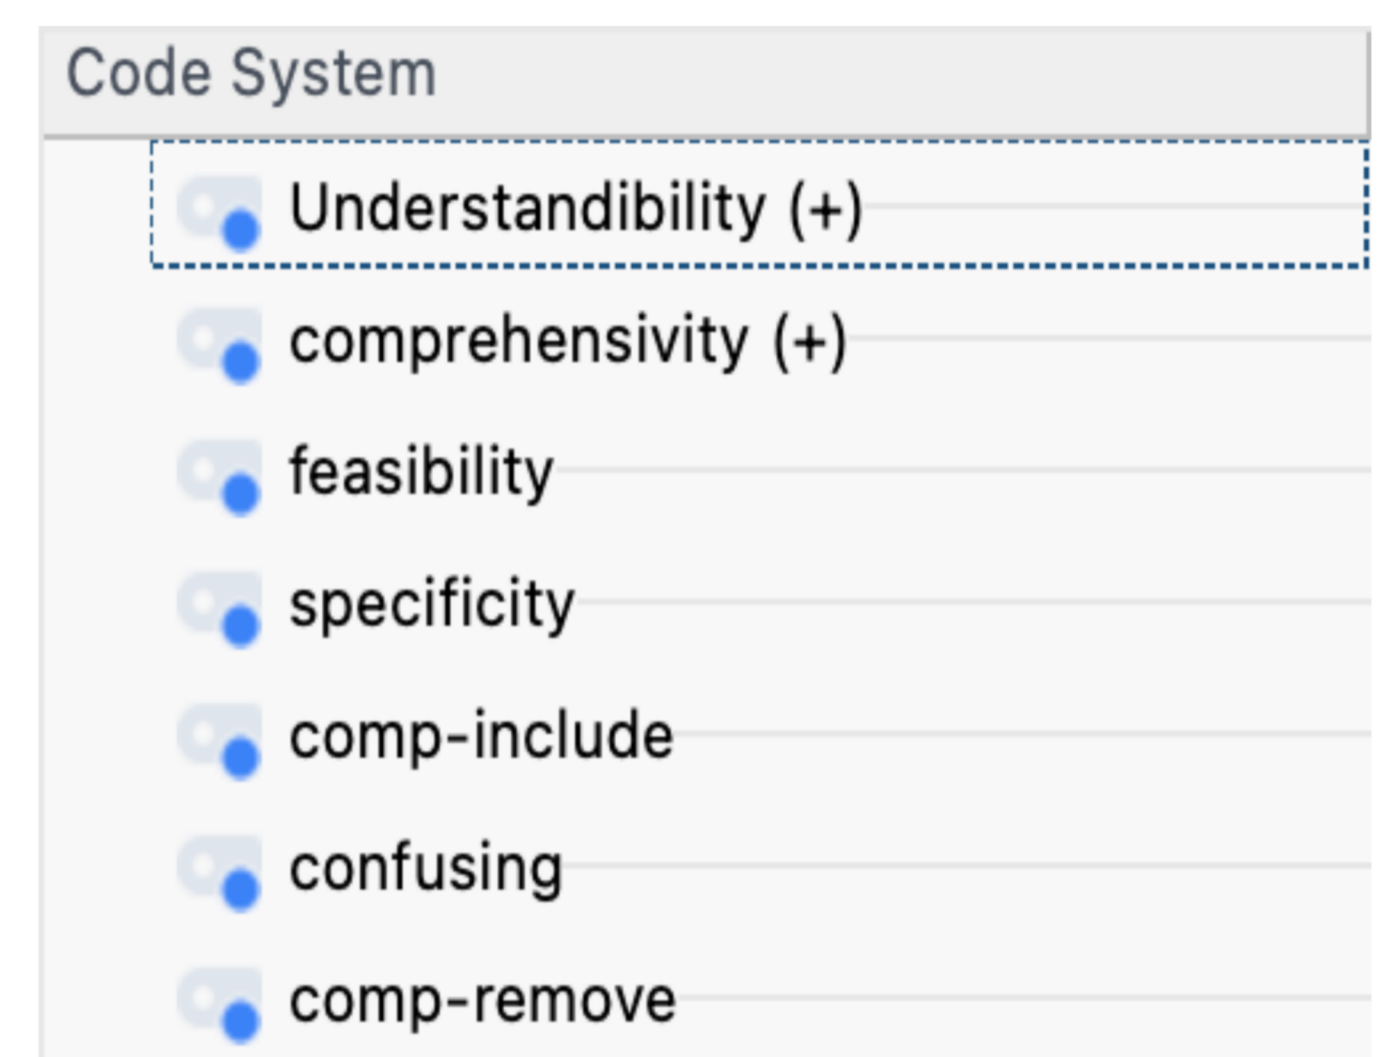 Code System
Understandibility (+)
comprehensivity (+)
feasibility
specificity
comp-include
confusing
comp-remove